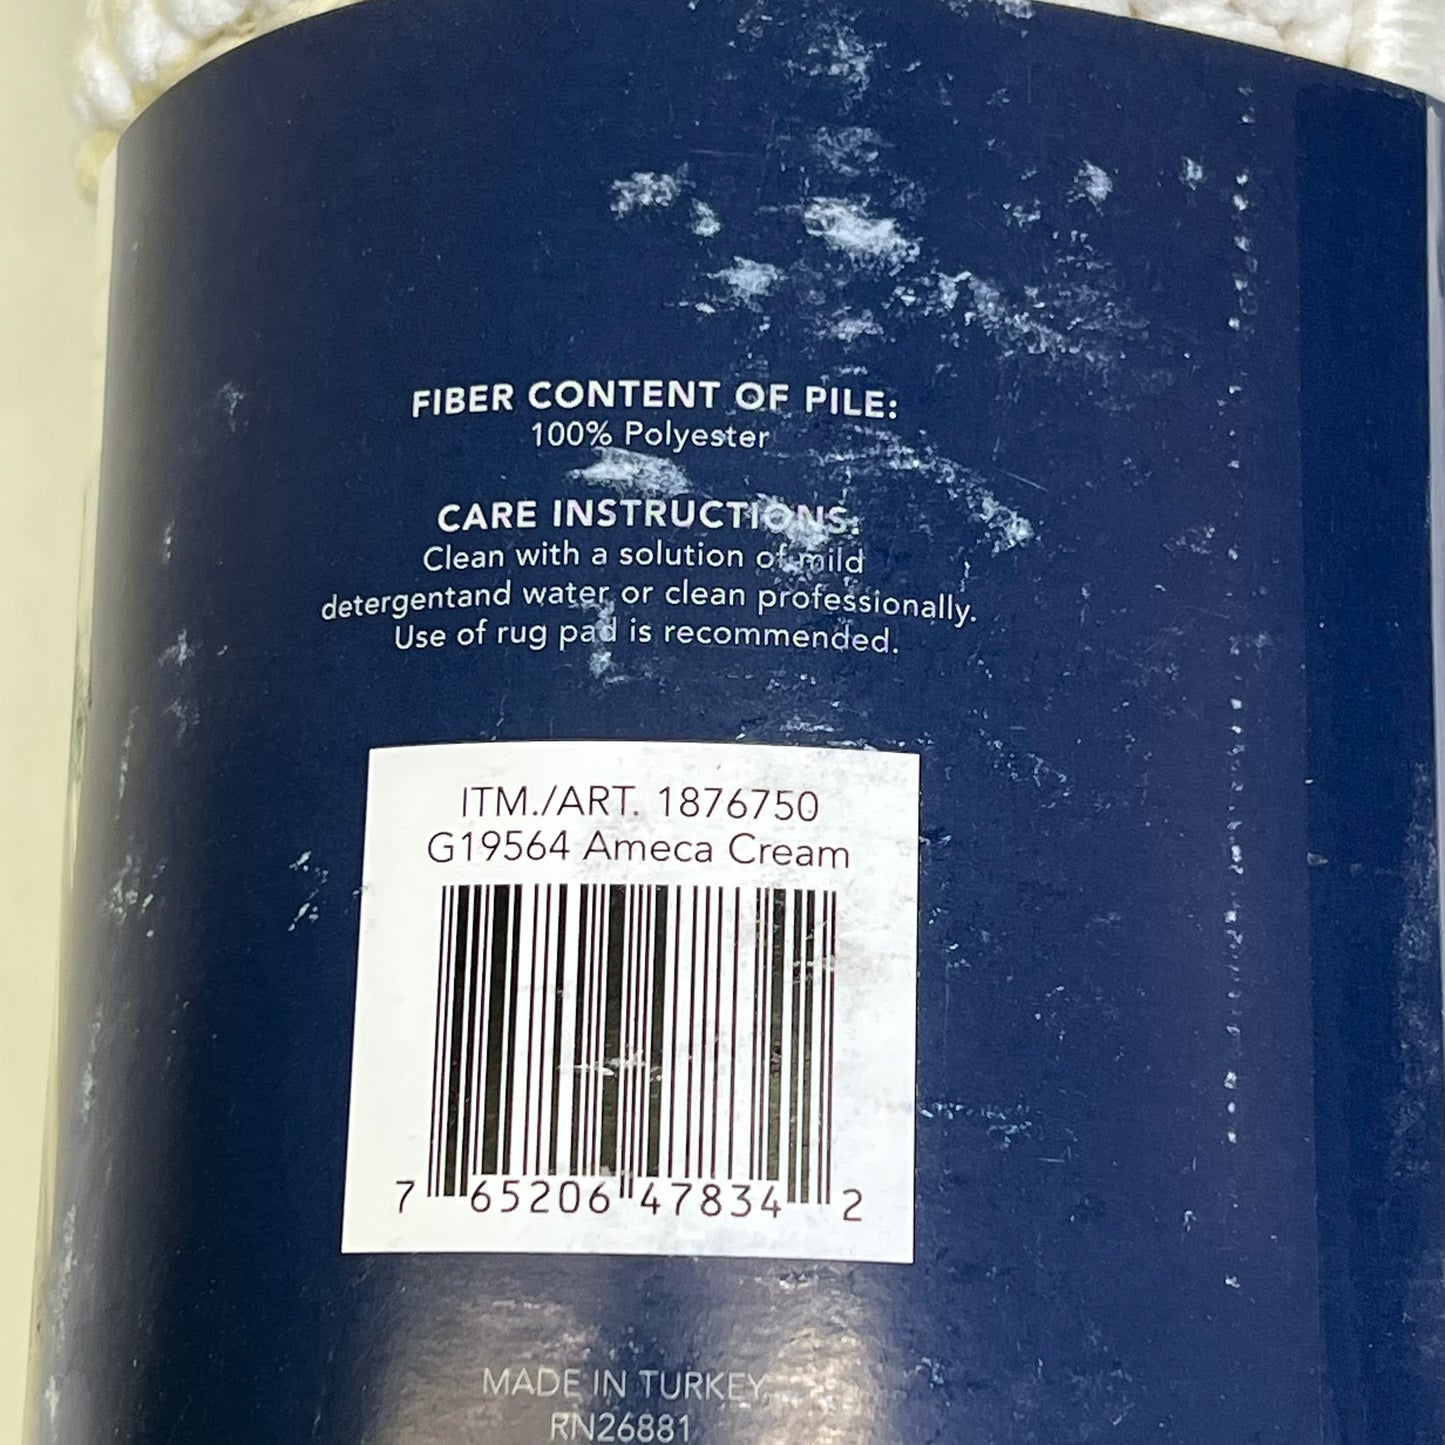 FIBER CONTENT OF PILE:
100% Polyester
CARE INSTRUCTIONS:
Clean with a solution of mild
detergentand water or clean professionally.
Use of rug pad is recommended.
ITM./ART. 1876750
G19564 Ameca Cream
7 65206 47834 2
MADE IN TURKEY
RN26881